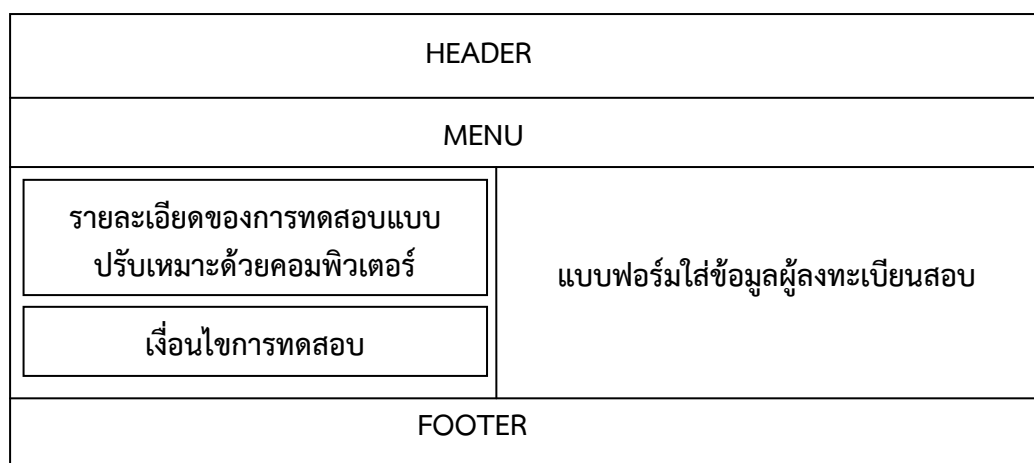 HEADER
MENU
รายละเอียดของการทดสอบแบบ
ปรับเหมาะด้วยคอมพิวเตอร์
เงื่อนไขการทดสอบ
แบบฟอร์มใส่ข้อมูลผู้ลงทะเบียนสอบ
FOOTER